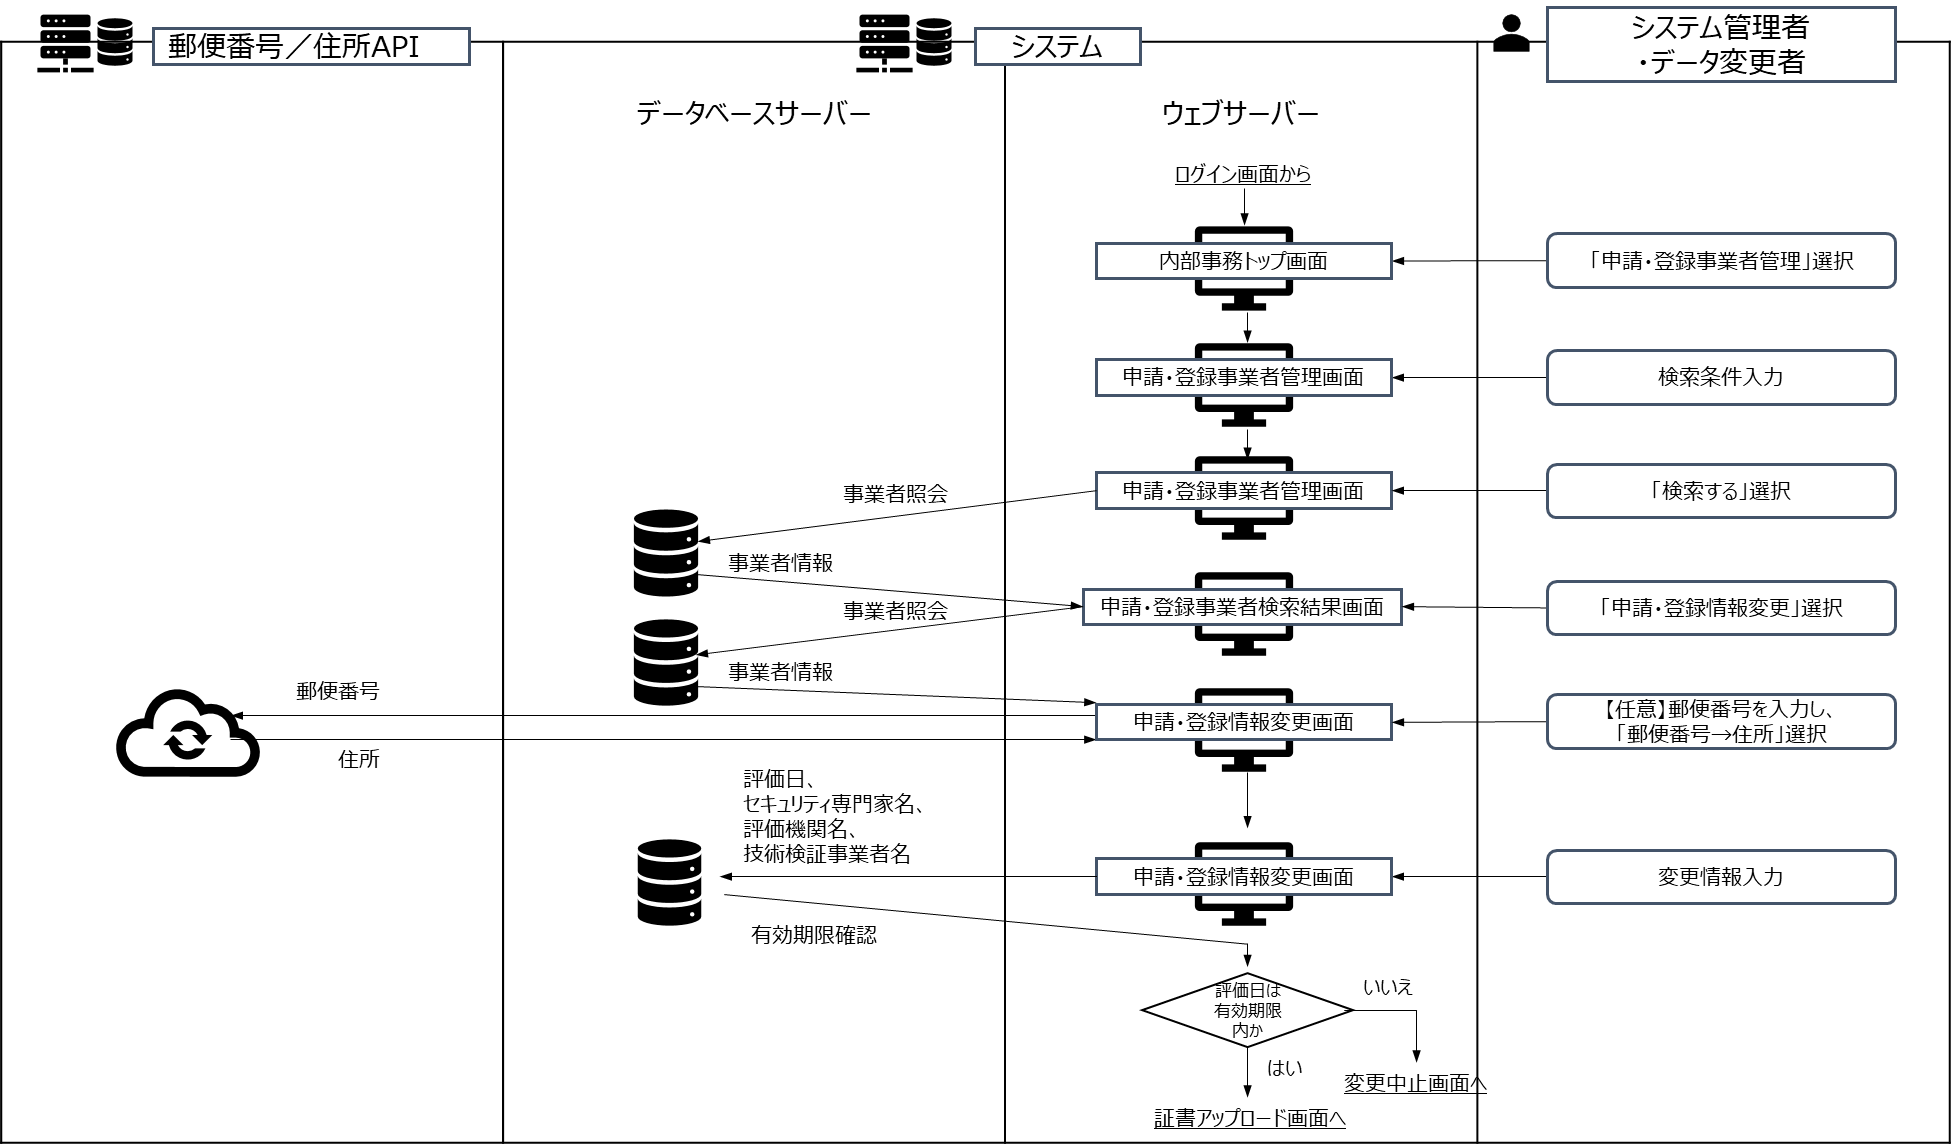 郵便番号／住所API
システム
システム管理者
・データ変更者
データベースサーバー
ウェブサーバー
ログイン画面から
内部事務トップ画面
「申請・登録事業者管理」選択
申請・登録事業者管理画面
検索条件入力
事業者照会
申請・登録事業者管理画面
「検索する」選択
事業者情報
事業者照会
申請・登録事業者検索結果画面
「申請・登録情報変更」選択
事業者情報
郵便番号
申請・登録情報変更画面
【任意】郵便番号を入力し、
「郵便番号→住所」選択
住所
評価日、
セキュリティ専門家名、
評価機関名、
技術検証事業者名
申請・登録情報変更画面
変更情報入力
有効期限確認
評価日は
有効期限
内か
いいえ
はい
変更中止画面へ
証書アップロード画面へ